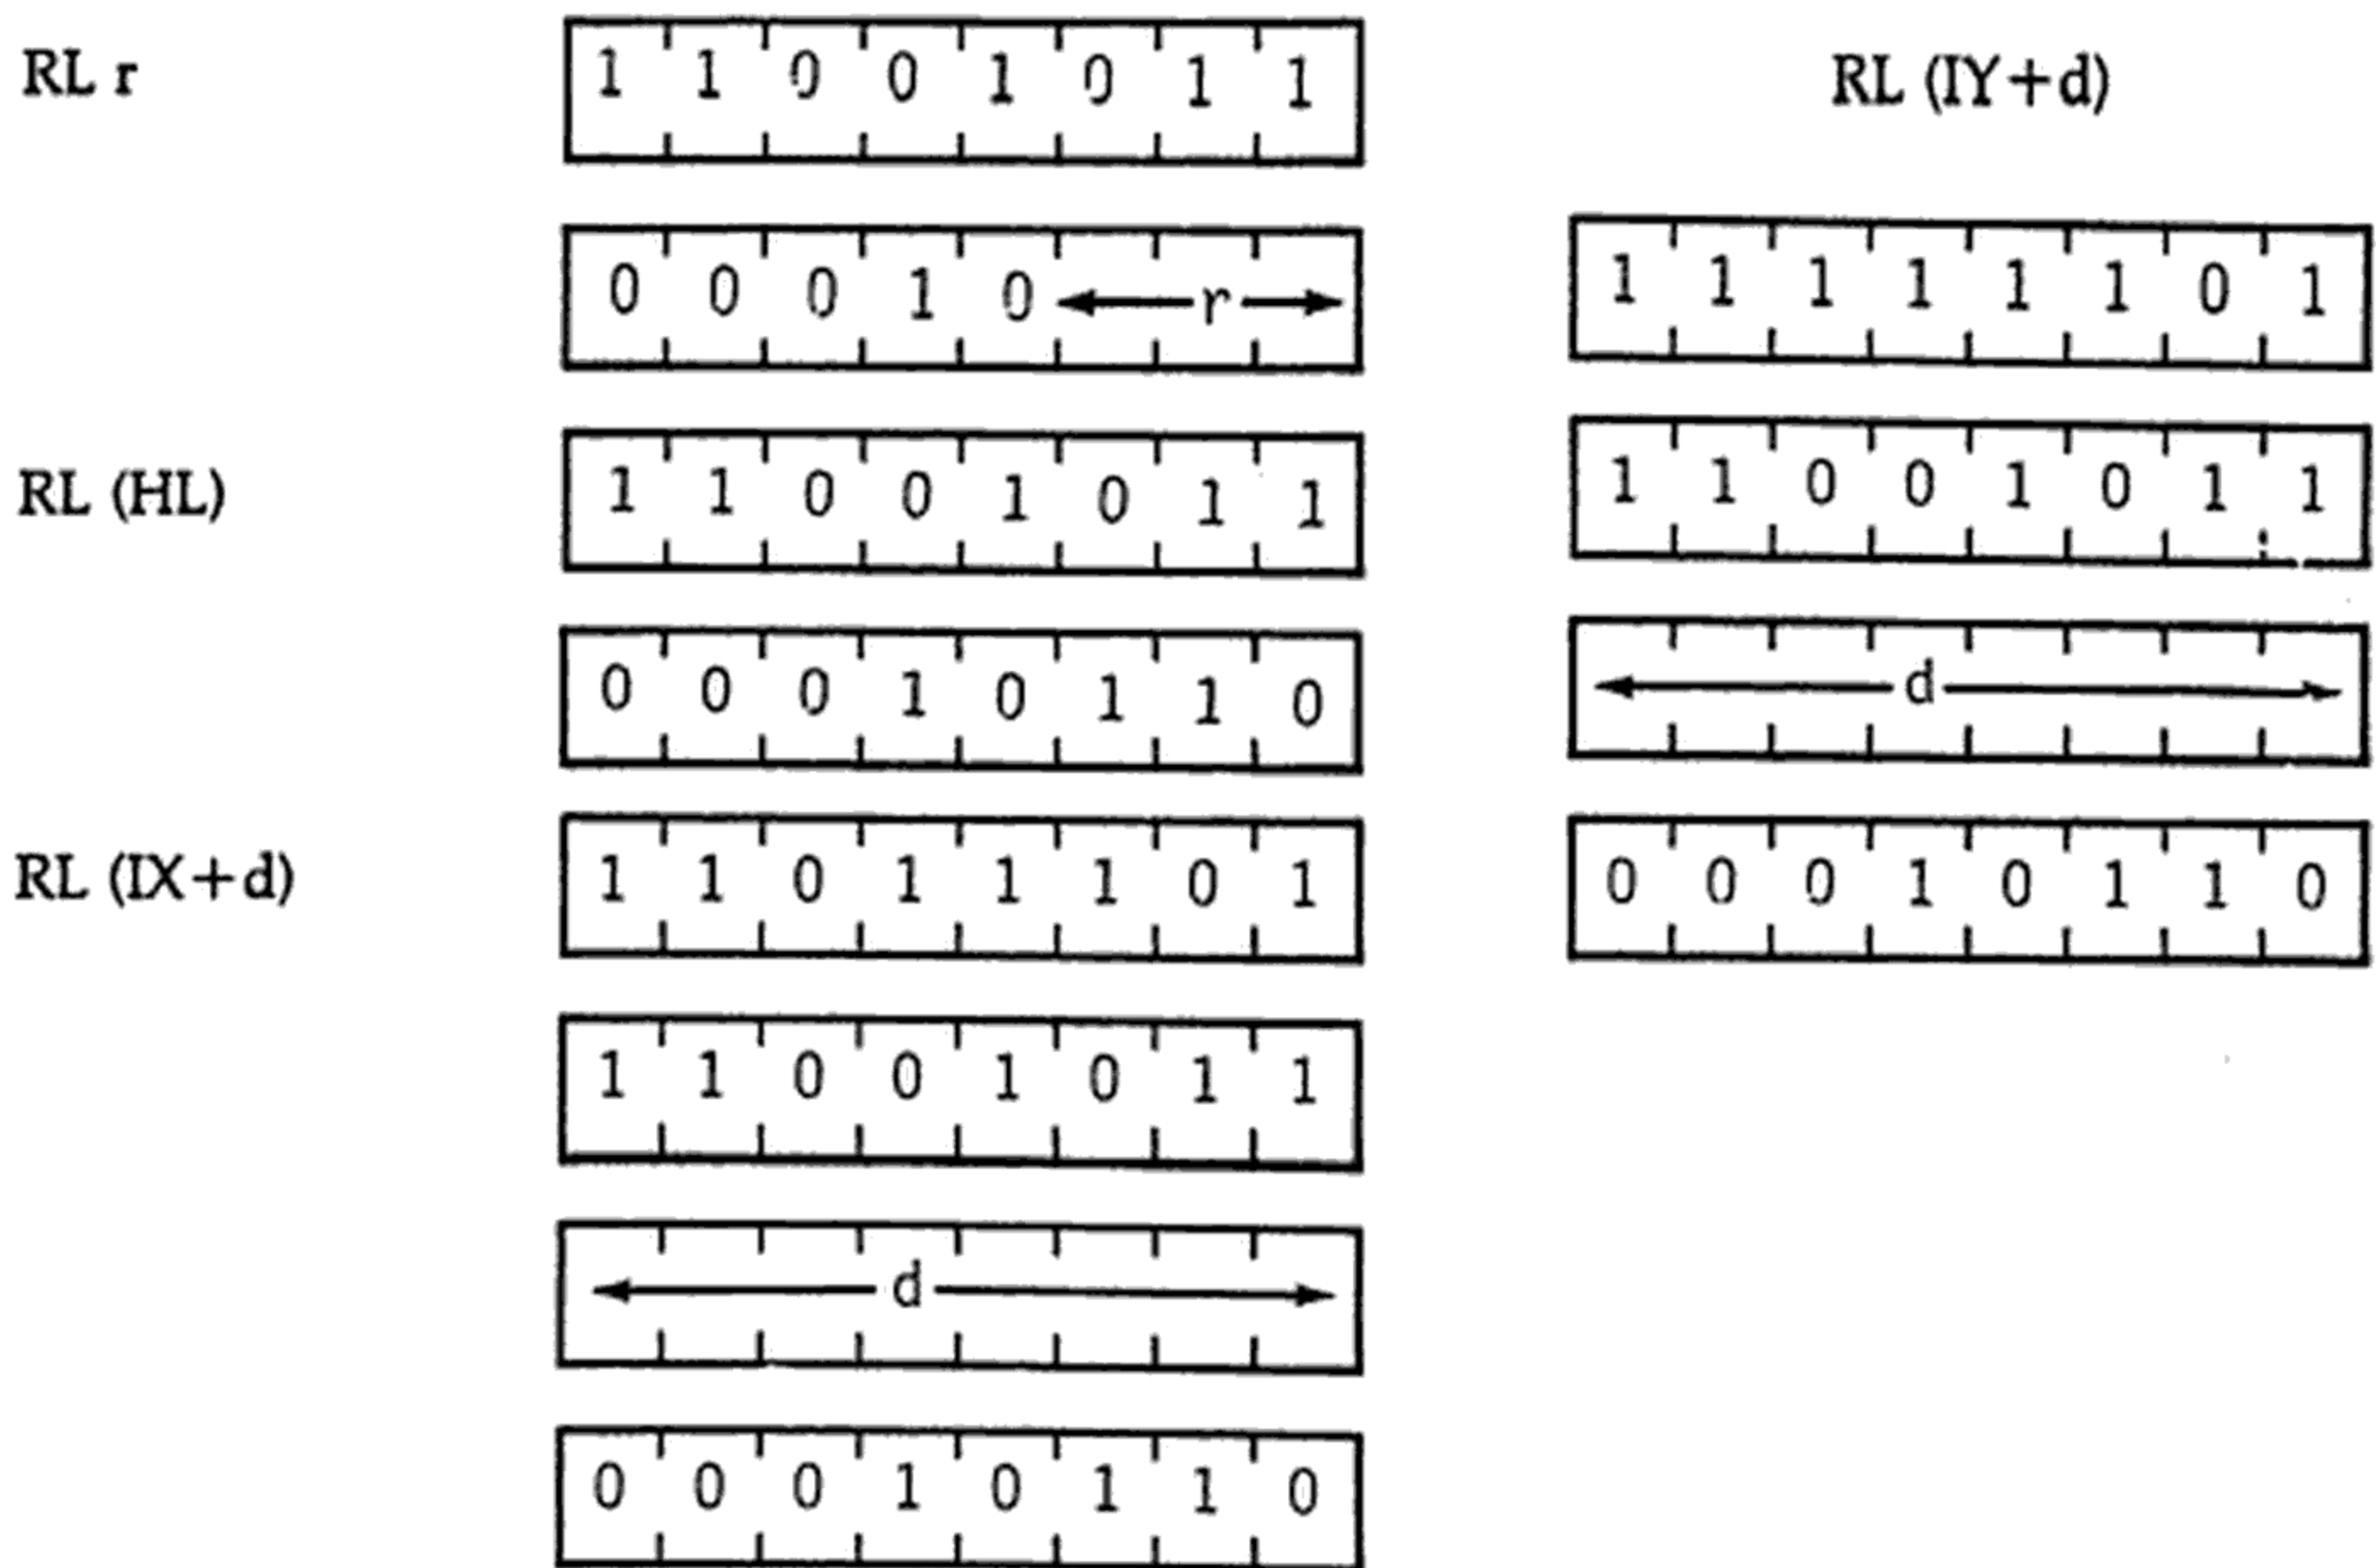 RL r
1 1 0 0 1 0 1 1
0 0 0 1 0 r
RL (HL)
1 1 0 0 1 0 1 1
0 0 0 1 0 1 1 0
RL (IX+d)
1 1 0 1 1 1 0 1
1 1 0 0 1 0 1 1
d
0 0 0 1 0 1 1 0
RL (IY+d)
1 1 1 1 1 1 0 1
1 1 0 0 1 0 1 1
d
0 0 0 1 0 1 1 0